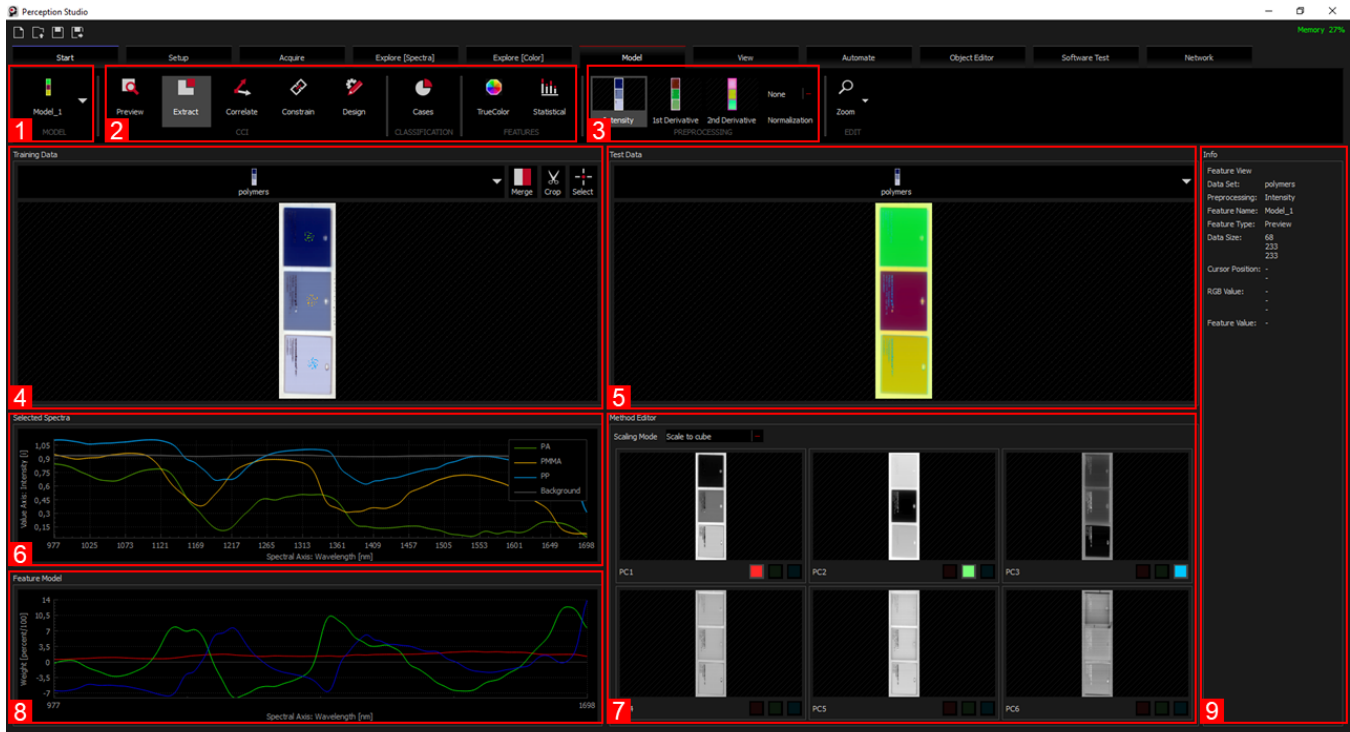 Perception Studio
Memory 27%
Start Setup Acquire Explore [Spectra] Explore [Color] Model View Automate Object Editor Software Test Network
Model_1 Preview Extract Correlate Constrain Design Cases TrueColor Statistical 1st Derivative 2nd Derivative None Normalization Zoom
1 MODEL 2 CCI CLASSIFICATION FEATURES 3 PREPROCESSING EDIT
Training Data
polymers
Merge Crop Select
4
Test Data
polymers
5
Info
Feature View
Data Set: polymers
Preprocessing: Intensity
Feature Name: Model_1
Feature Type: Preview
Data Size: 68
233
233
Cursor Position: -
-
RGB Value: -
-
-
Feature Value: -
Selected Spectra
Value Axis: Intensity [i]
1,05
0,9
0,75
0,6
0,45
0,3
0,15
PA
PMMA
PP
Background
977 1025 1073 1121 1169 1217 1265 1313 1361 1409 1457 1505 1553 1601 1649 1698
Spectral Axis: Wavelength [nm]
6
Feature Model
Weight [percent/100]
14
10,5
7
3,5
0
-3,5
-7
977 1698
Spectral Axis: Wavelength [nm]
8
Method Editor
Scaling Mode Scale to cube
PC1 PC2 PC3
PC5 PC6
7
9